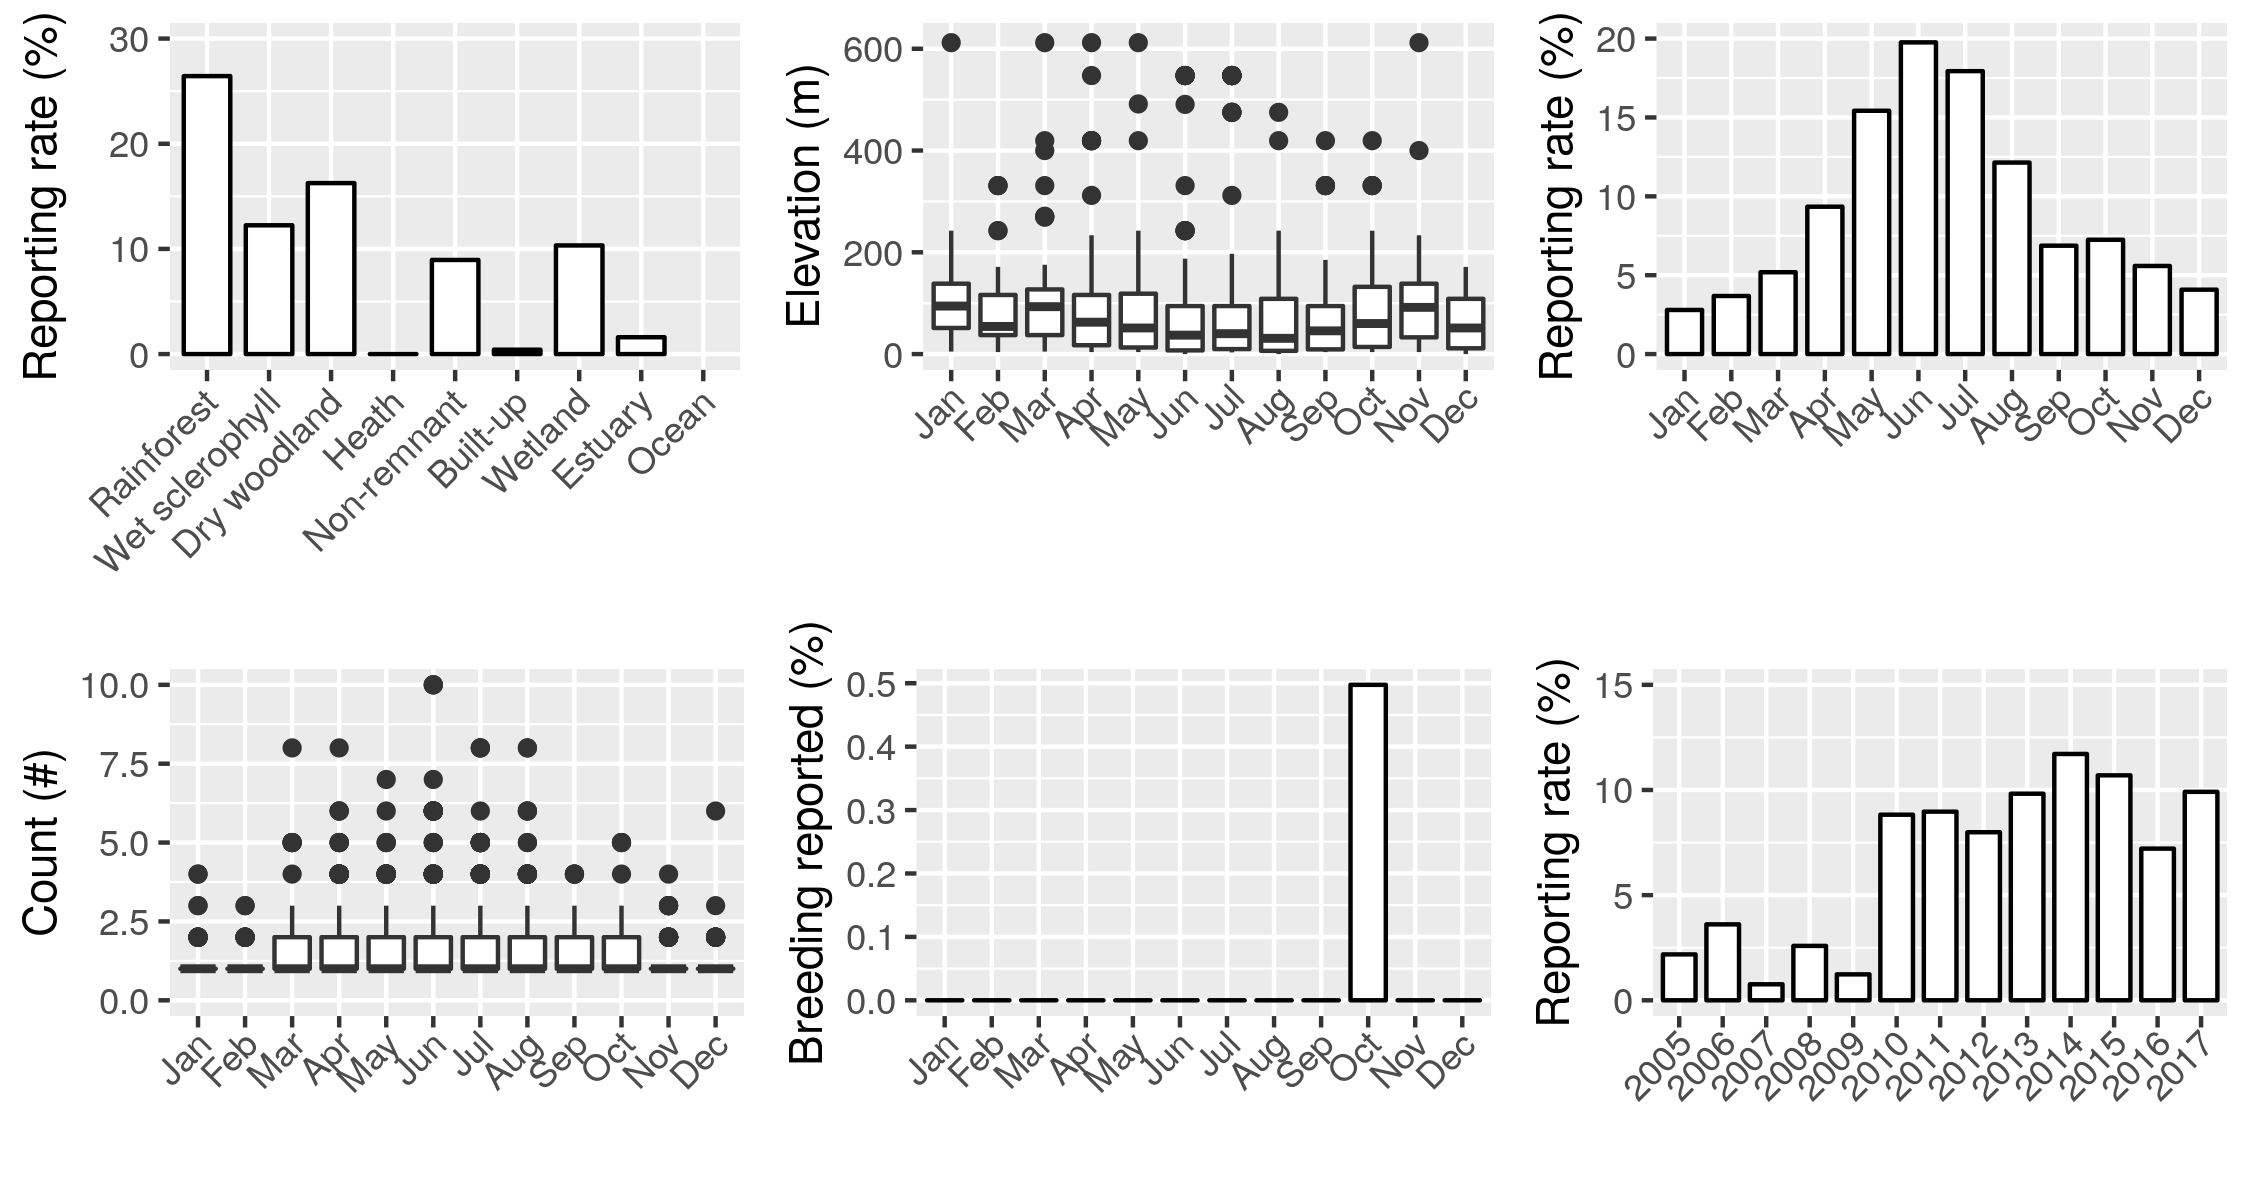 Reporting rate (%)
30
20
10
0
Rainforest
Wet sclerophyll
Dry woodland
Heath
Non-remnant
Built-up
Wetland
Estuary
Ocean
Elevation (m)
600
400
200
0
Jan
Feb
Mar
Apr
May
Jun
Jul
Aug
Sep
Oct
Nov
Dec
Reporting rate (%)
20
15
10
5
0
Jan
Feb
Mar
Apr
May
Jun
Jul
Aug
Sep
Oct
Nov
Dec
Count (#)
10.0
7.5
5.0
2.5
0.0
Jan
Feb
Mar
Apr
May
Jun
Jul
Aug
Sep
Oct
Nov
Dec
Breeding reported (%)
0.5
0.4
0.3
0.2
0.1
0.0
Jan
Feb
Mar
Apr
May
Jun
Jul
Aug
Sep
Oct
Nov
Dec
Reporting rate (%)
15
10
5
0
2005
2006
2007
2008
2009
2010
2011
2012
2013
2014
2015
2016
2017